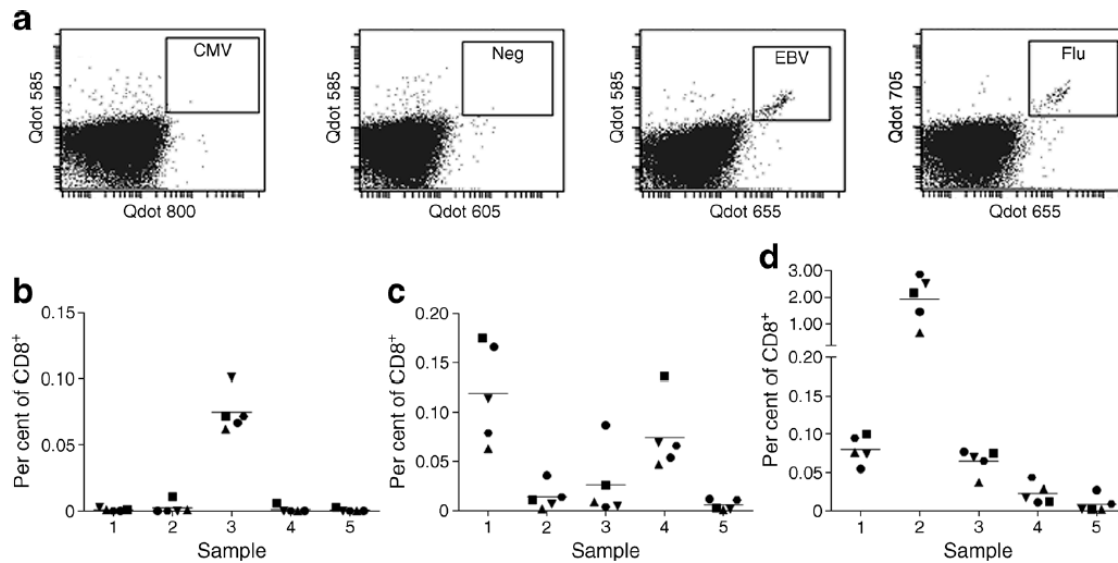 a
CMV
Neg
EBV
Flu
Qdot 585
Qdot 585
Qdot 585
Qdot 705
Qdot 800
Qdot 605
Qdot 655
Qdot 655
b
Per cent of CD8⁺
0.15
0.10
0.05
0
1 2 3 4 5
Sample
c
Per cent of CD8⁺
0.20
0.15
0.10
0.05
0
1 2 3 4 5
Sample
d
Per cent of CD8⁺
3.00
2.00
1.00
0.20
0.10
0.05
0
1 2 3 4 5
Sample